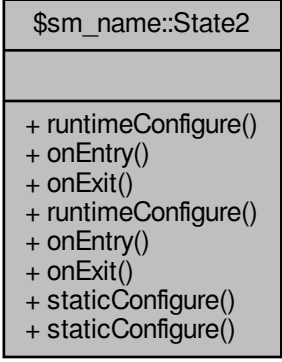 $sm_name::State2
+ runtimeConfigure()
+ onEntry()
+ onExit()
+ runtimeConfigure()
+ onEntry()
+ onExit()
+ staticConfigure()
+ staticConfigure()